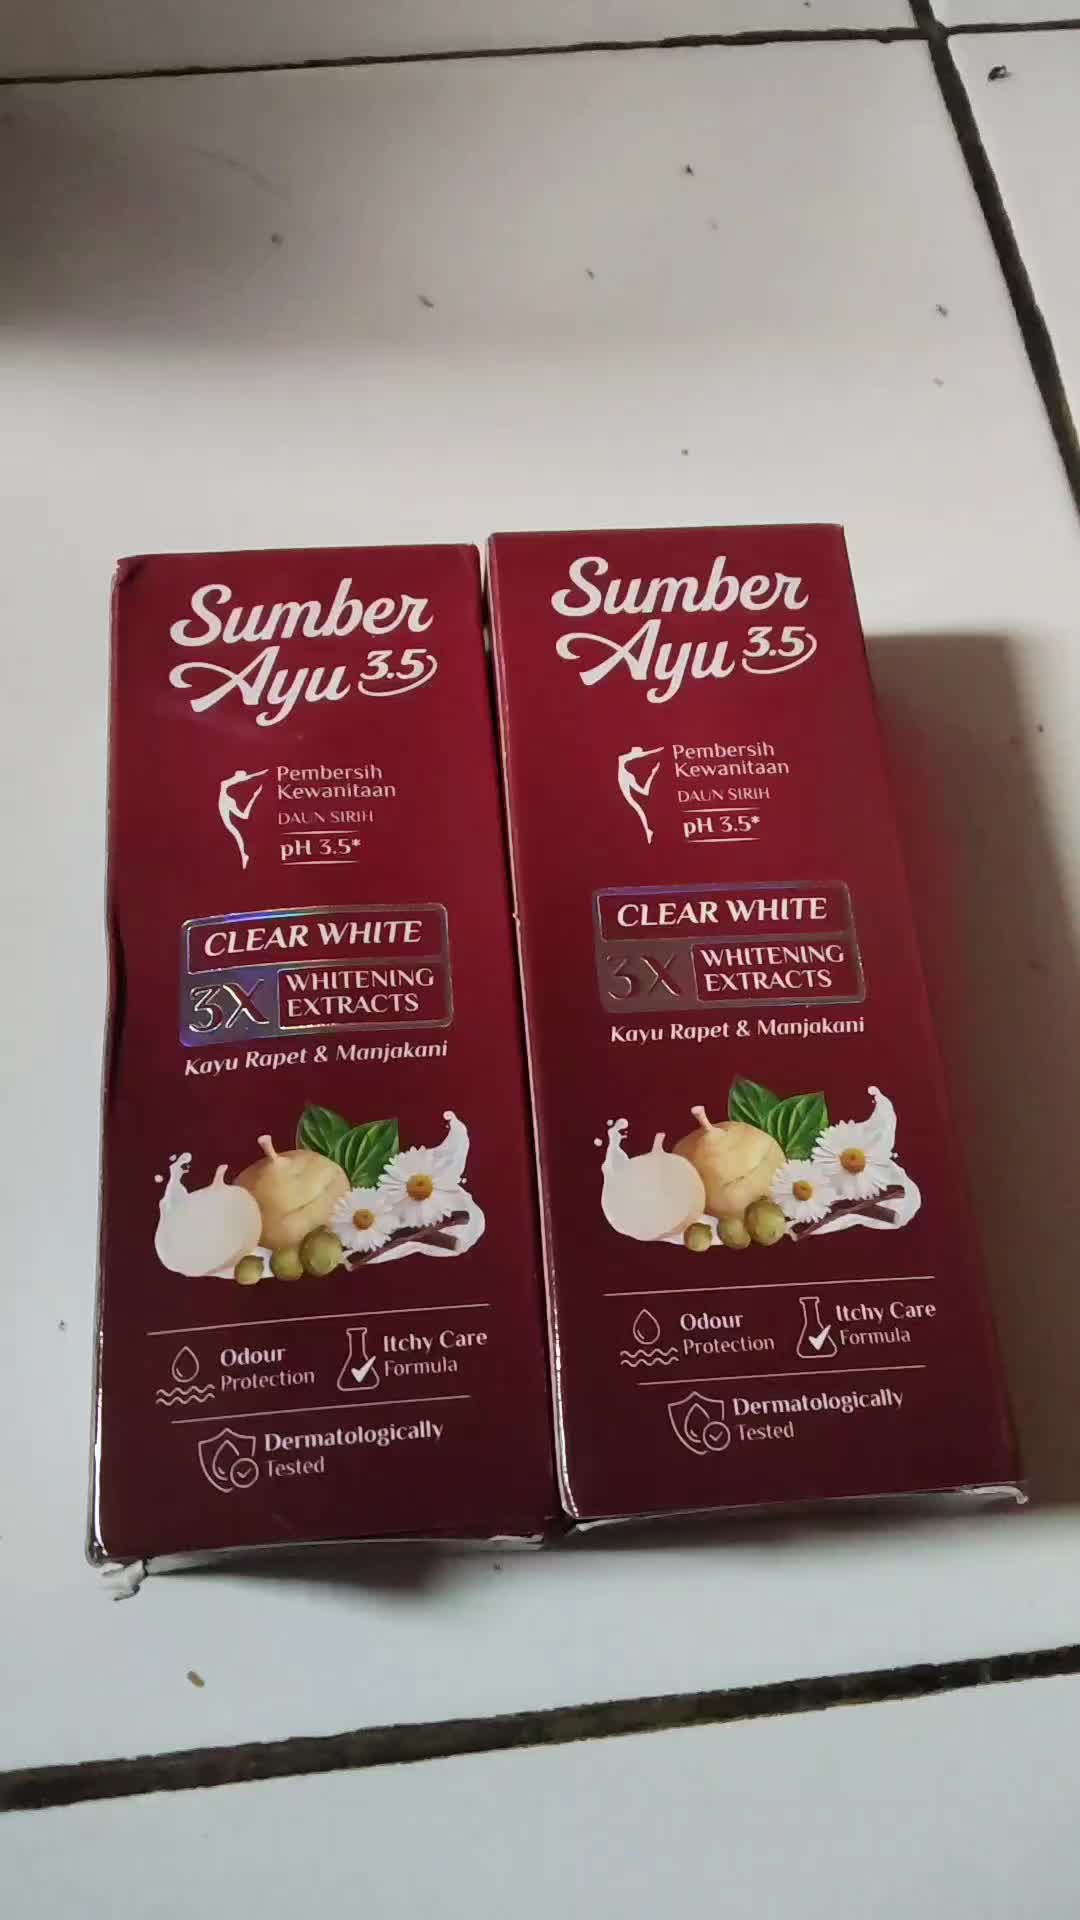 Sumber
Ayu 3.5
Pembersih
Kewanitaan
DAUN SIRIH
pH 3.5*
CLEAR WHITE
3X WHITENING
EXTRACTS
Kayu Rapet & Manjakani
Odour
Protection
Itchy Care
Formula
Dermatologically
Tested
Sumber
Ayu 3.5
Pembersih
Kewanitaan
DAUN SIRIH
pH 3.5*
CLEAR WHITE
3X WHITENING
EXTRACTS
Kayu Rapet & Manjakani
Odour
Protection
Itchy Care
Formula
Dermatologically
Tested